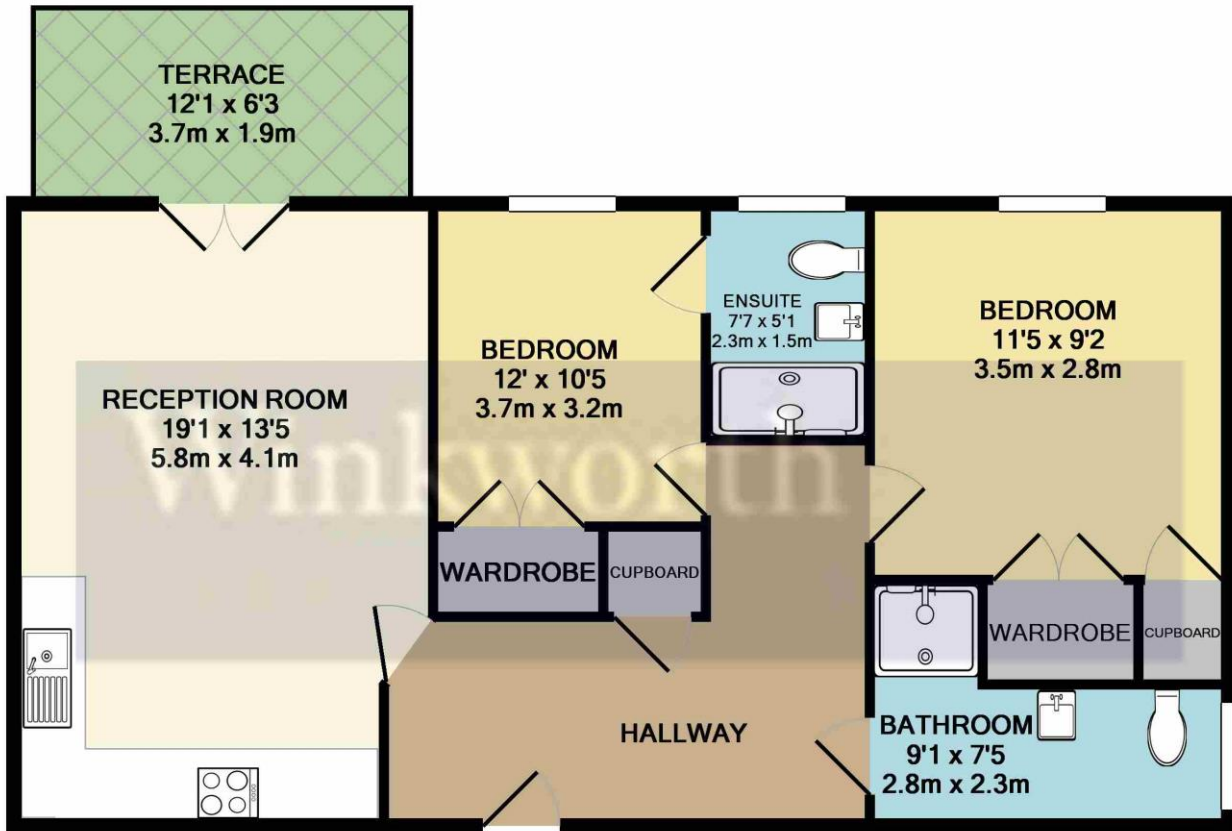 TERRACE
12'1 x 6'3
3.7m x 1.9m
ENSUITE
7'7 x 5'1
2.3m x 1.5m
BEDROOM
11'5 x 9'2
3.5m x 2.8m
BEDROOM
12' x 10'5
3.7m x 3.2m
RECEPTION ROOM
19'1 x 13'5
5.8m x 4.1m
Winkworth
WARDROBE
CUPBOARD
WARDROBE
CUPBOARD
HALLWAY
BATHROOM
9'1 x 7'5
2.8m x 2.3m